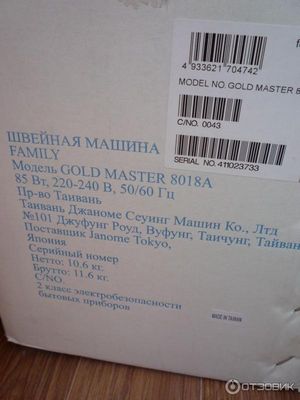 4 933621 704742
MODEL NO. GOLD MASTER 8
C/NO. 0043
SERIAL NO. 411023733
ШВЕЙНАЯ МАШИНА
FAMILY
Модель GOLD MASTER 8018A
85 Вт, 220-240 В, 50/60 Гц
Пр-во Тайвань
Тайвань Джаноме Сеуинг Машин Ко., Лтд
№101 Джуфунг Роуд, Вуфунг, Таичунг, Тайван
Поставщик Janome Tokyo,
Япония
Серийный номер
Нетто: 10.6 кг.
Брутто: 11.6 кг.
C/NO.
2 класс электробезопасности
бытовых приборов
MADE IN TAIWAN
ОТЗОВИК